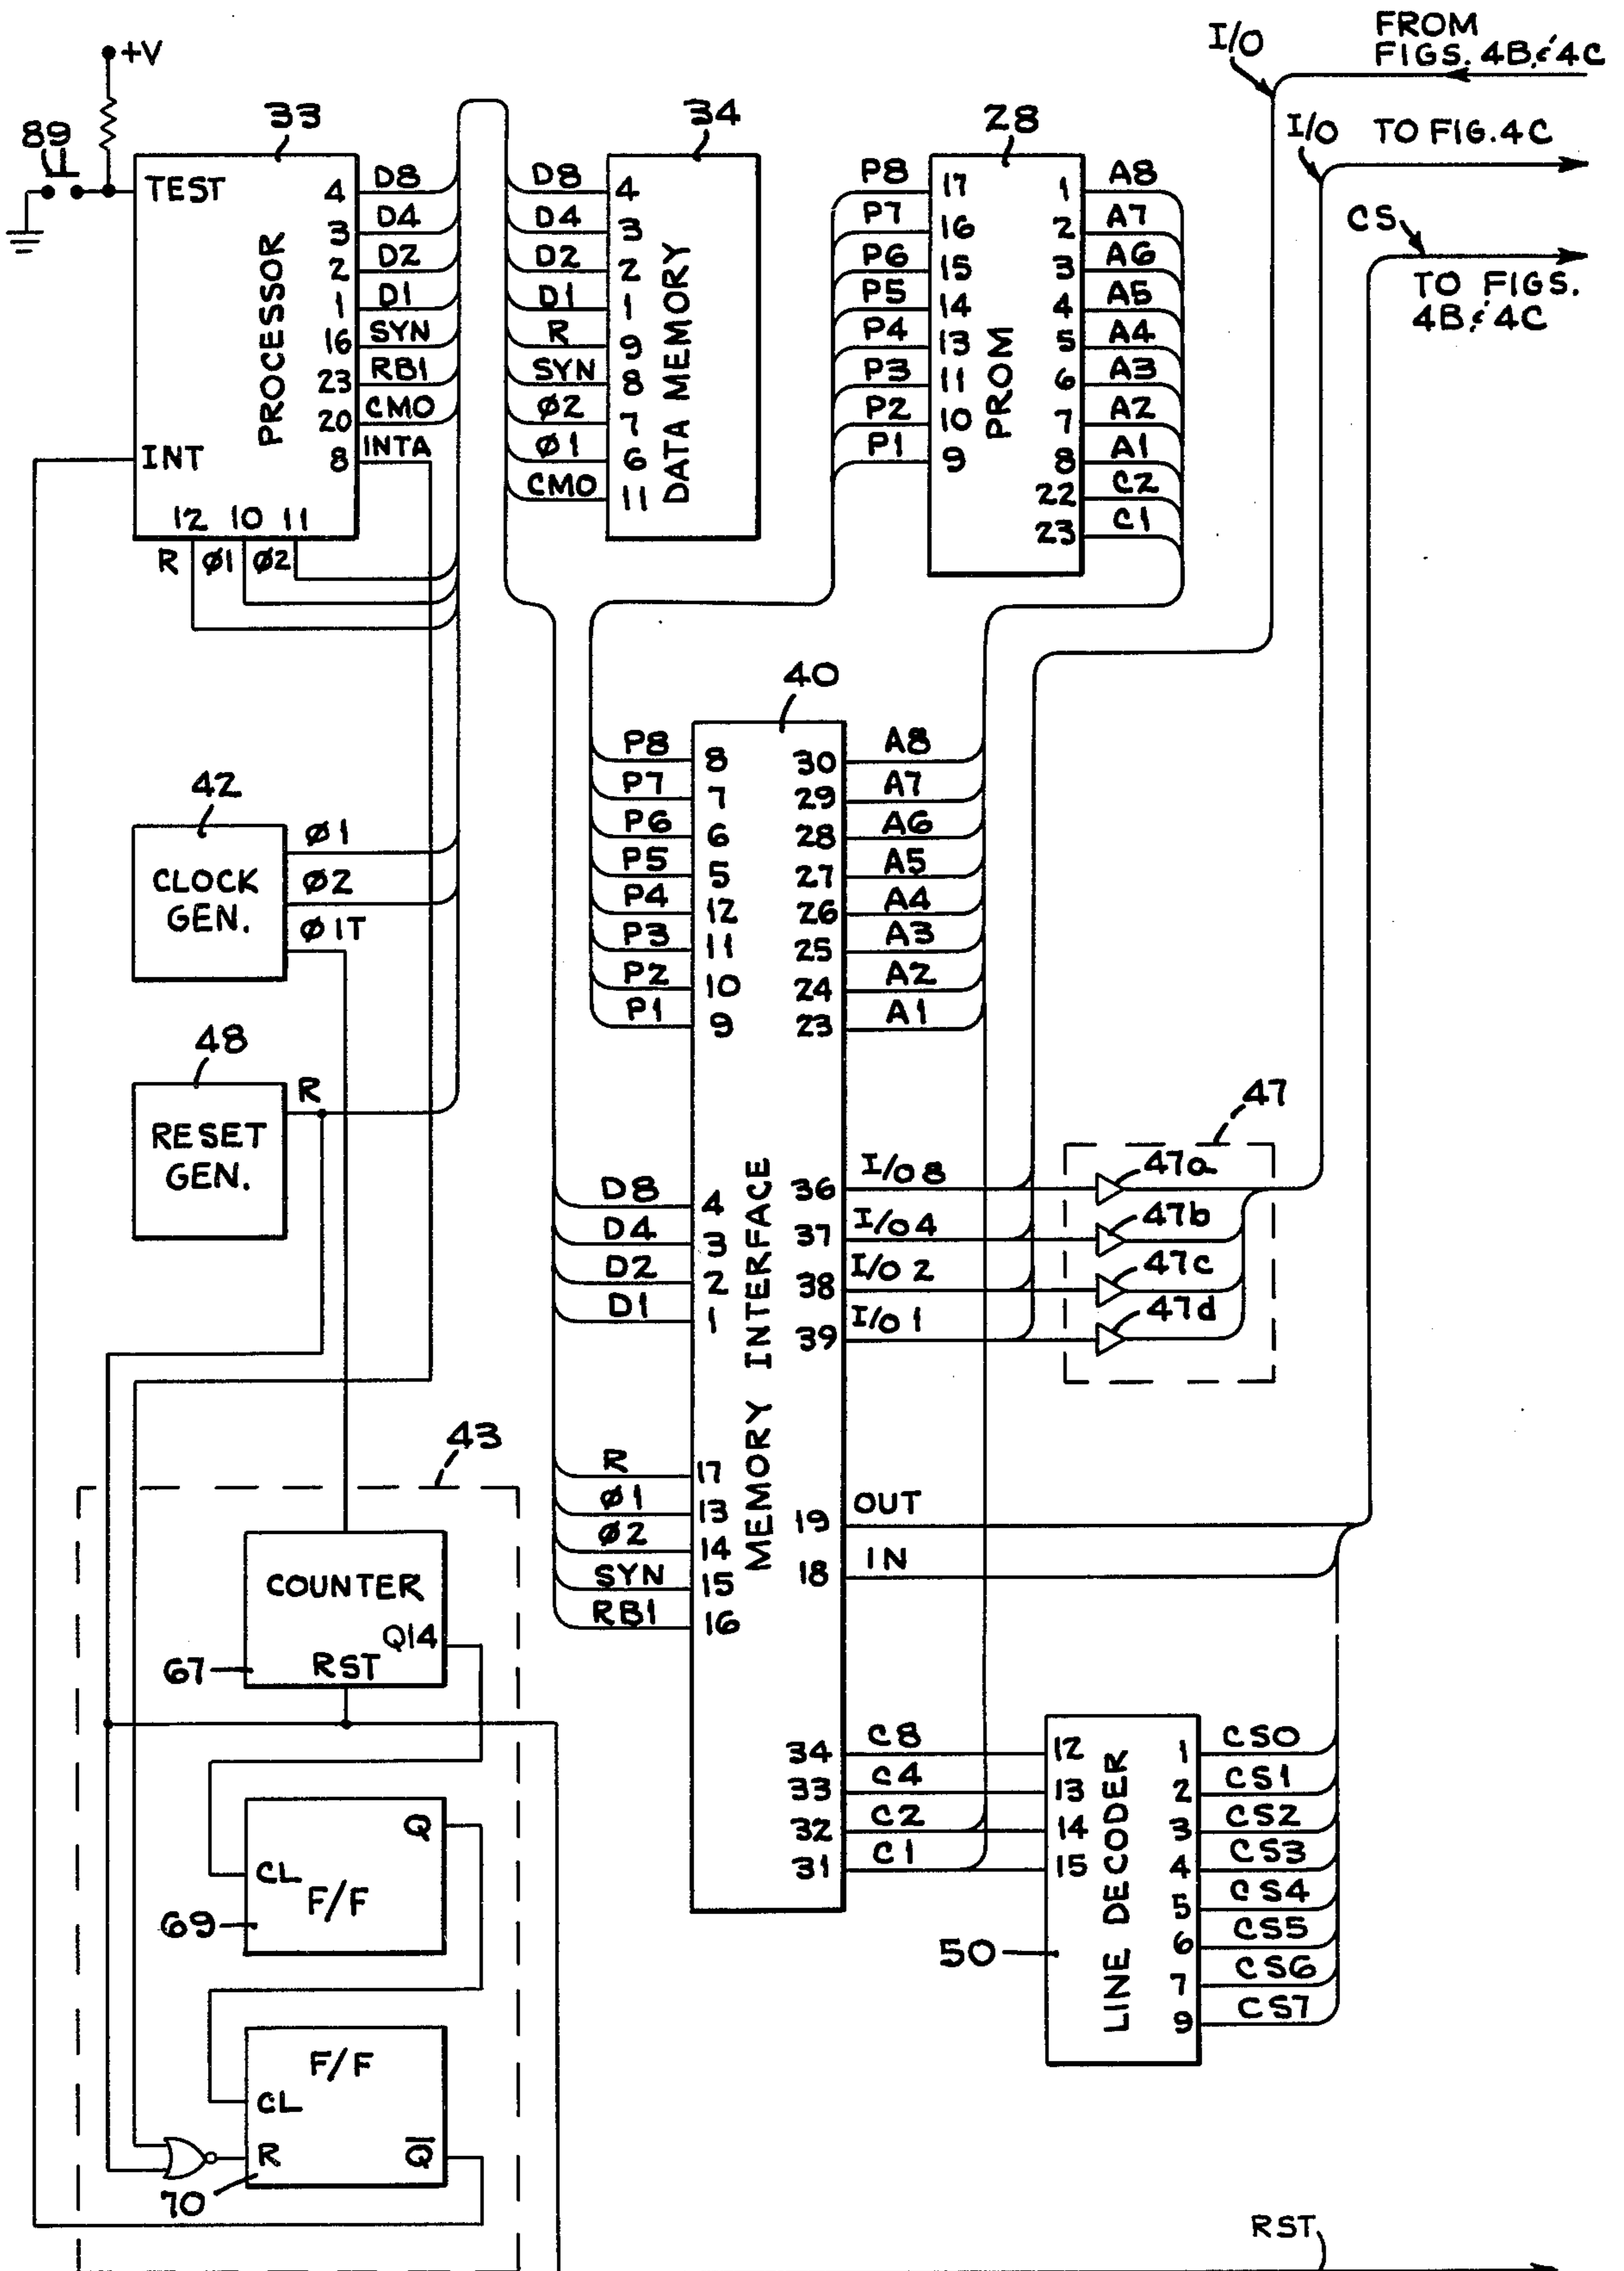 FROM
FIGS. 4B & 4C
I/O
I/O TO FIG. 4C
CS
TO FIGS.
4B & 4C
+V
89
33
TEST
PROCESSOR
INT
4 D8
3 D4
2 D2
1 D1
16 SYN
23 RB1
20 CMO
8 INTA
12 10 11
R Ø1 Ø2
34
DATA MEMORY
D8 4
D4 3
D2 2
D1 1
R 9
SYN 8
Ø2 7
Ø1 6
CMO 11
28
PROM
P8 17
P7 16
P6 15
P5 14
P4 13
P3 11
P2 10
P1 9
1 A8
2 A7
3 A6
4 A5
5 A4
6 A3
7 A2
8 A1
22 C2
23 C1
42
CLOCK
GEN.
Ø1
Ø2
Ø1T
48
RESET
GEN.
R
40
MEMORY INTERFACE
P8 8
P7 7
P6 6
P5 5
P4 12
P3 11
P2 10
P1 9
D8 4
D4 3
D2 2
D1 1
R 17
Ø1 13
Ø2 14
SYN 15
RB1 16
30 A8
29 A7
28 A6
27 A5
26 A4
25 A3
24 A2
23 A1
36 I/O 8
37 I/O 4
38 I/O 2
39 I/O 1
19 OUT
18 IN
34 C8
33 C4
32 C2
31 C1
47
47a
47b
47c
47d
43
COUNTER
Q14
RST
67
Q
CL
F/F
69
F/F
CL
R
Q̅
70
50
LINE DECODER
12
13
14
15
1 CS0
2 CS1
3 CS2
4 CS3
5 CS4
6 CS5
7 CS6
9 CS7
RST